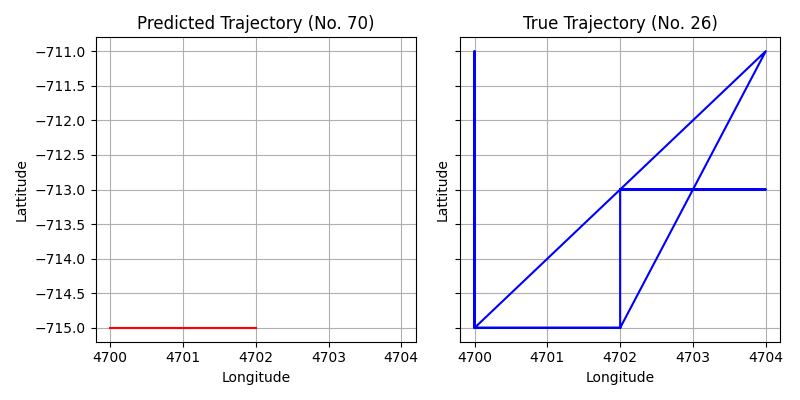 Predicted Trajectory (No. 70)
−711.0
−711.5
−712.0
−712.5
−713.0
−713.5
−714.0
−714.5
−715.0
Lattitude
4700 4701 4702 4703 4704
Longitude
True Trajectory (No. 26)
Lattitude
4700 4701 4702 4703 4704
Longitude